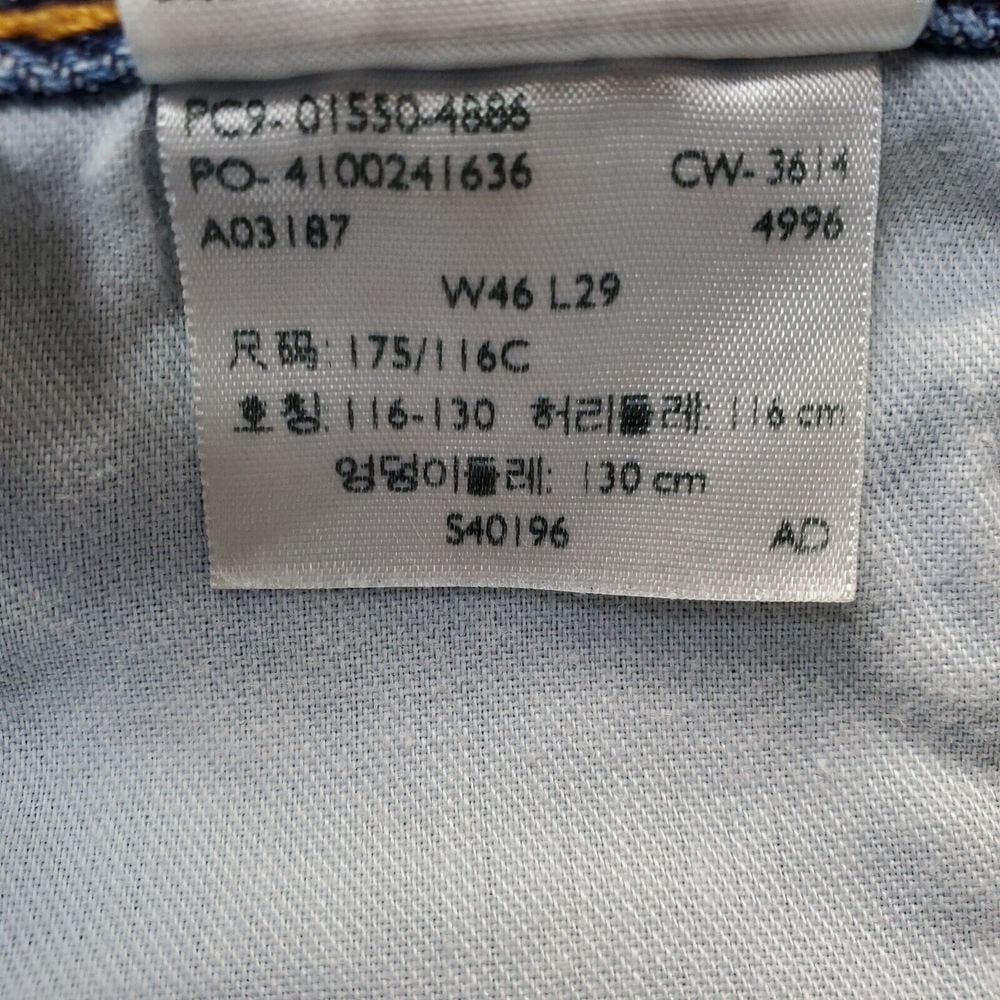 PC9-01550-4886
PO-4100241636 CW-3614
A03187 4996
W46 L29
尺码: 175/116C
호칭: 116-130 허리둘레: 116 cm
엉덩이둘레: 130 cm
S40196 AD